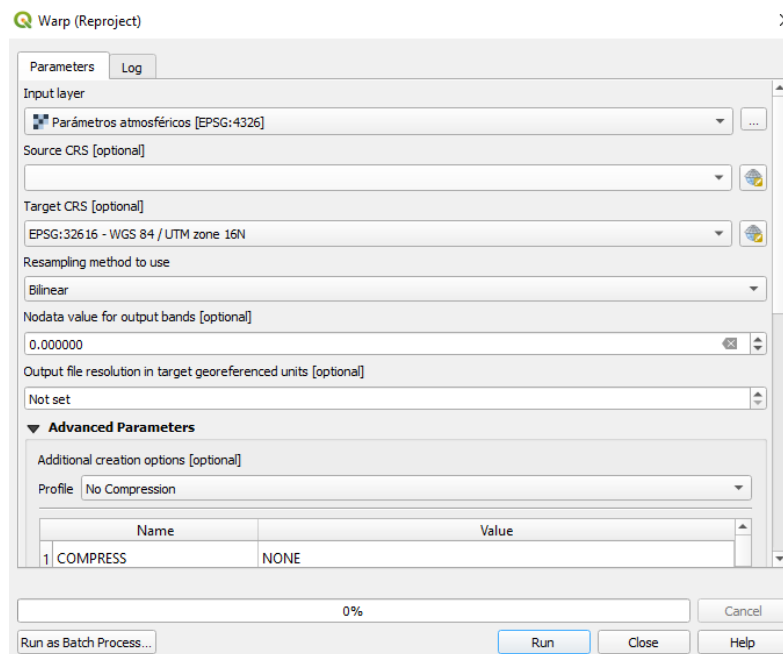 Warp (Reproject)
Parameters Log
Input layer
Parámetros atmosféricos [EPSG:4326]
...
Source CRS [optional]
Target CRS [optional]
EPSG:32616 - WGS 84 / UTM zone 16N
Resampling method to use
Bilinear
Nodata value for output bands [optional]
0.000000
Output file resolution in target georeferenced units [optional]
Not set
Advanced Parameters
Additional creation options [optional]
Profile No Compression
Name Value
1 COMPRESS NONE
0% Cancel
Run as Batch Process... Run Close Help